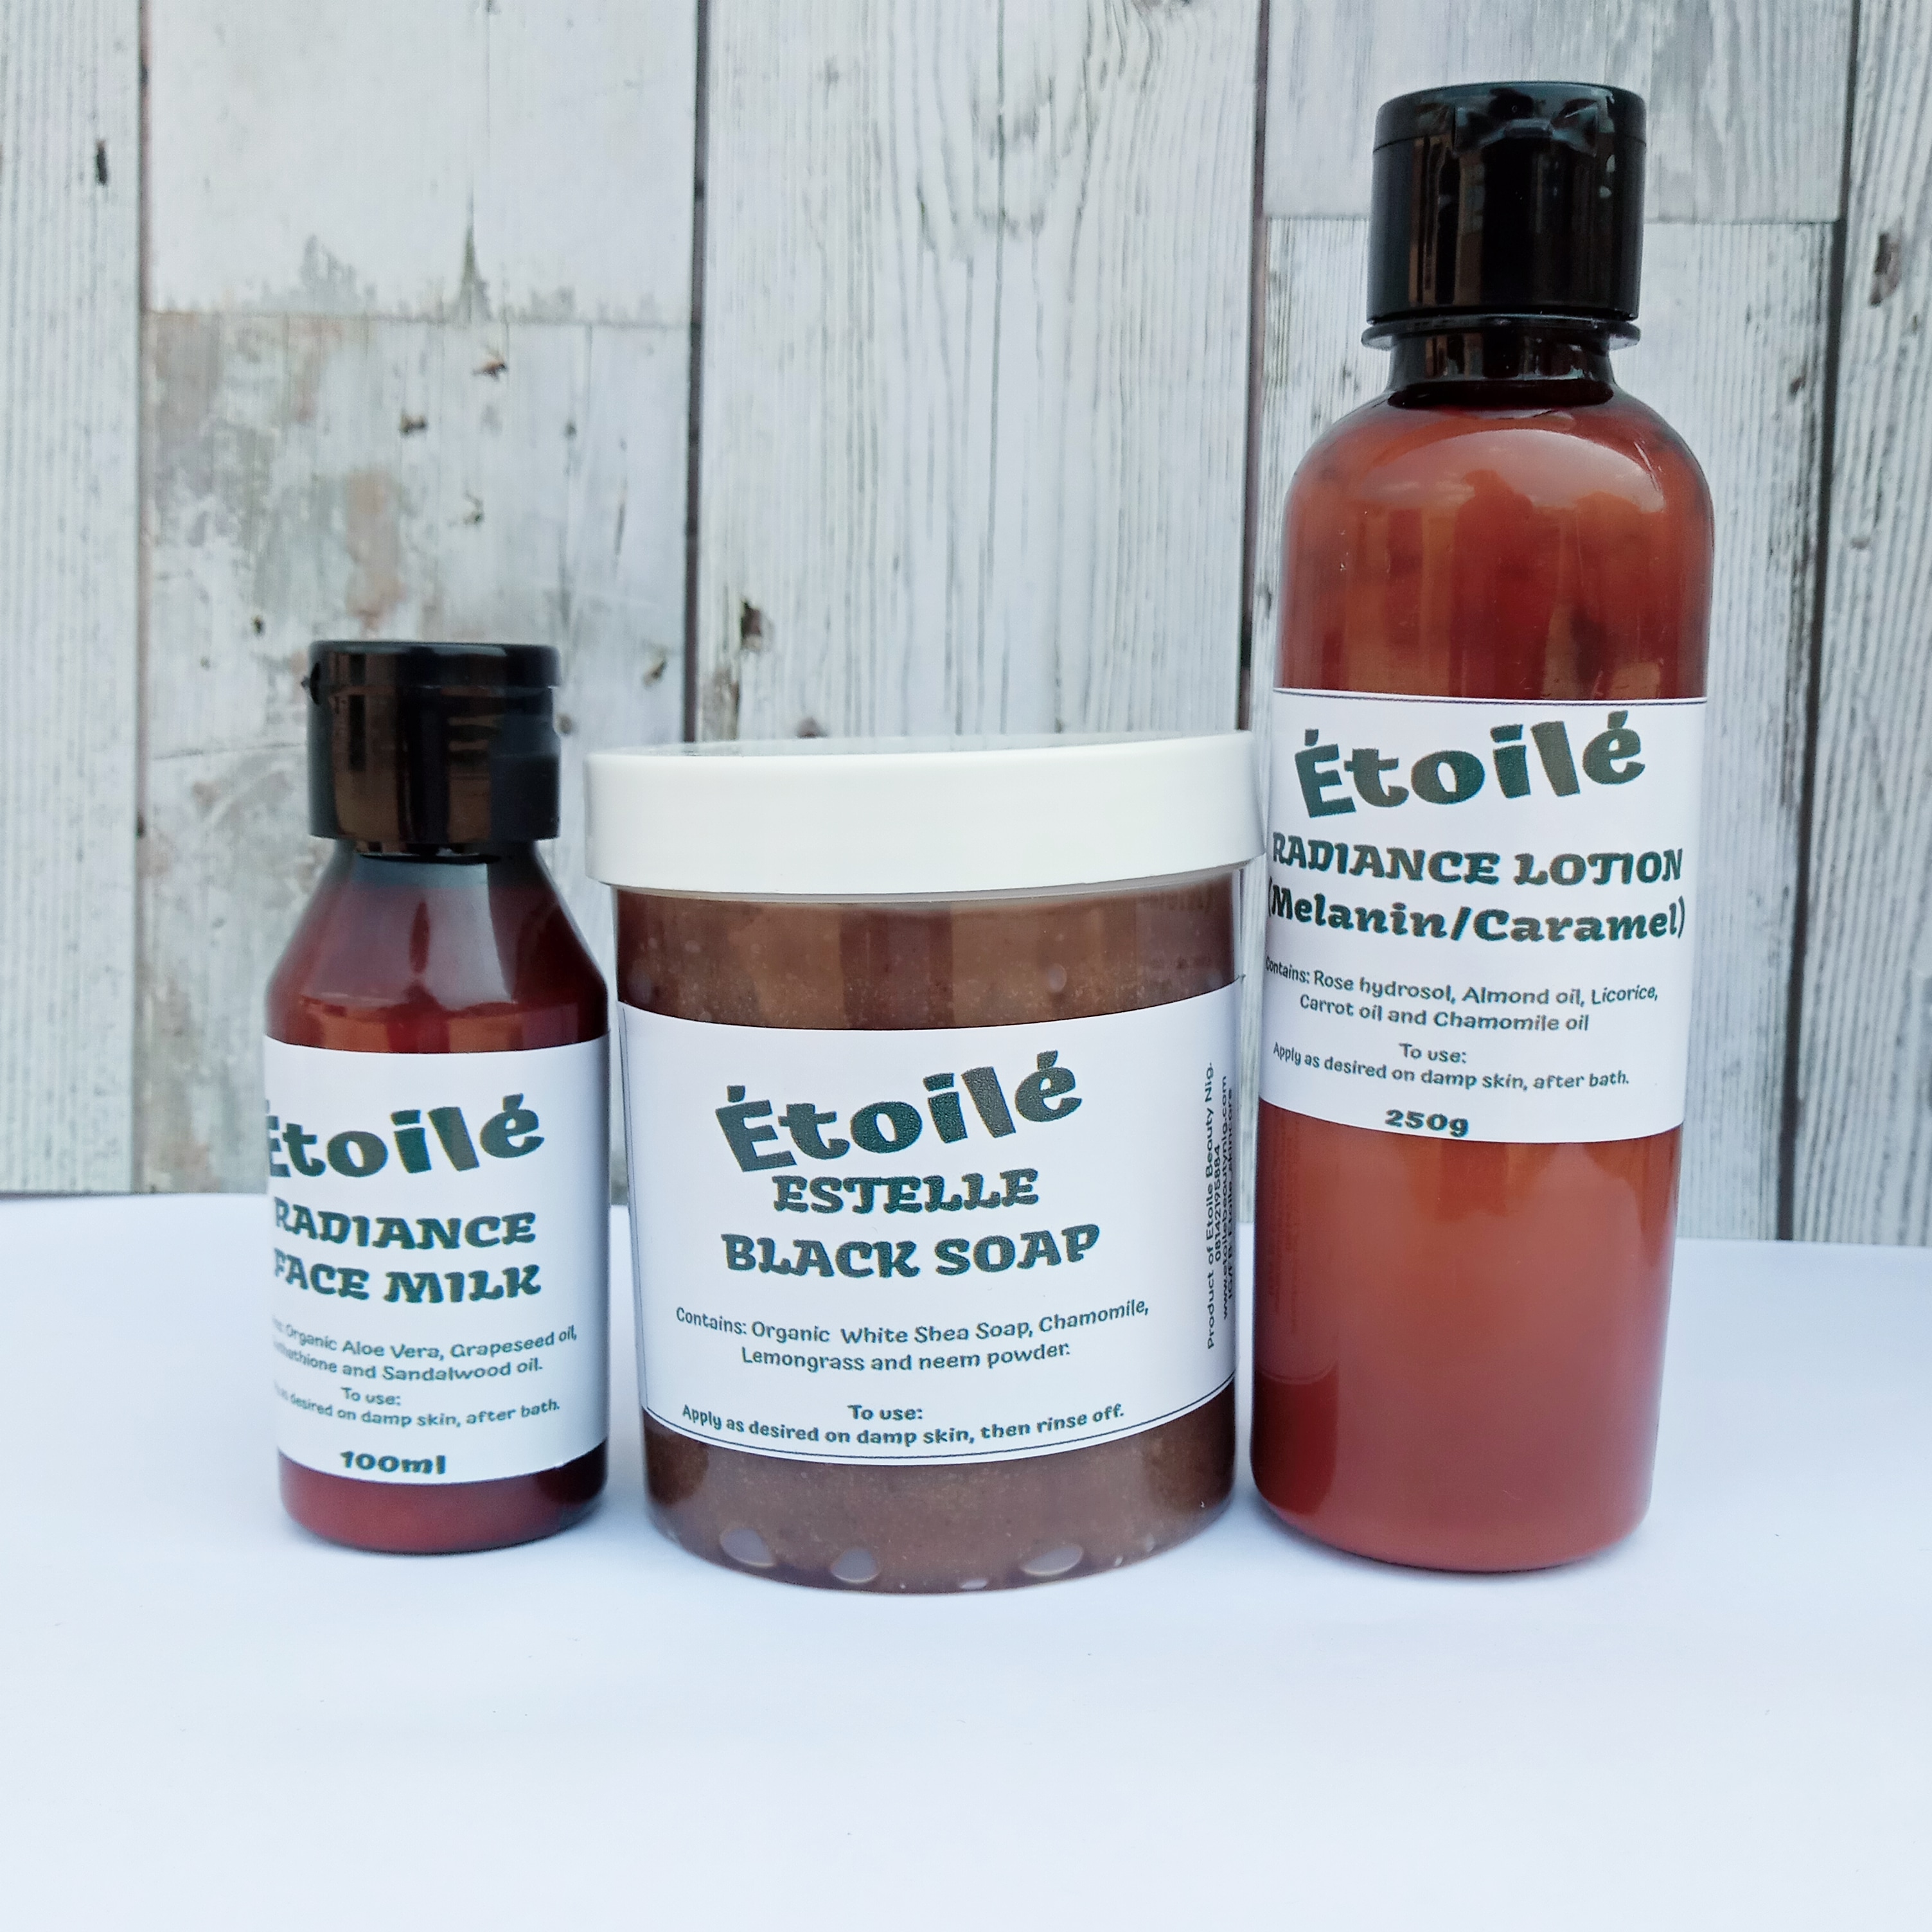 Étoilé
RADIANCE
FACE MILK
Organic Aloe Vera, Grapeseed oil,
and Sandalwood oil.
To use:
desired on damp skin, after bath.
100ml
Étoilé
ESTELLE
BLACK SOAP
Contains: Organic White Shea Soap, Chamomile,
Lemongrass and neem powder.
To use:
Apply as desired on damp skin, then rinse off.
Product of Etoile Beauty Nig.
08142195884
www.etoilebeautynig.com
Étoilé
RADIANCE LOTION
(Melanin/Caramel)
Contains: Rose hydrosol, Almond oil, Licorice,
Carrot oil and Chamomile oil
To use:
Apply as desired on damp skin, after bath.
250g